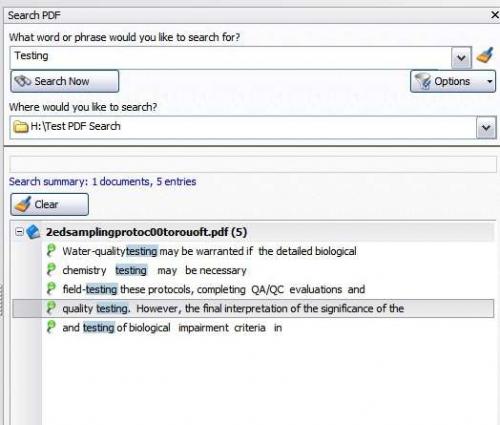 Search PDF
What word or phrase would you like to search for?
Testing
Search Now
Options
Where would you like to search?
H:\Test PDF Search
Search summary: 1 documents, 5 entries
Clear
2edsamplingprotoc00torouoft.pdf (5)
Water-qualitytesting may be warranted if the detailed biological
chemistry testing may be necessary
field-testing these protocols, completing QA/QC evaluations and
quality testing. However, the final interpretation of the significance of the
and testing of biological impairment criteria in